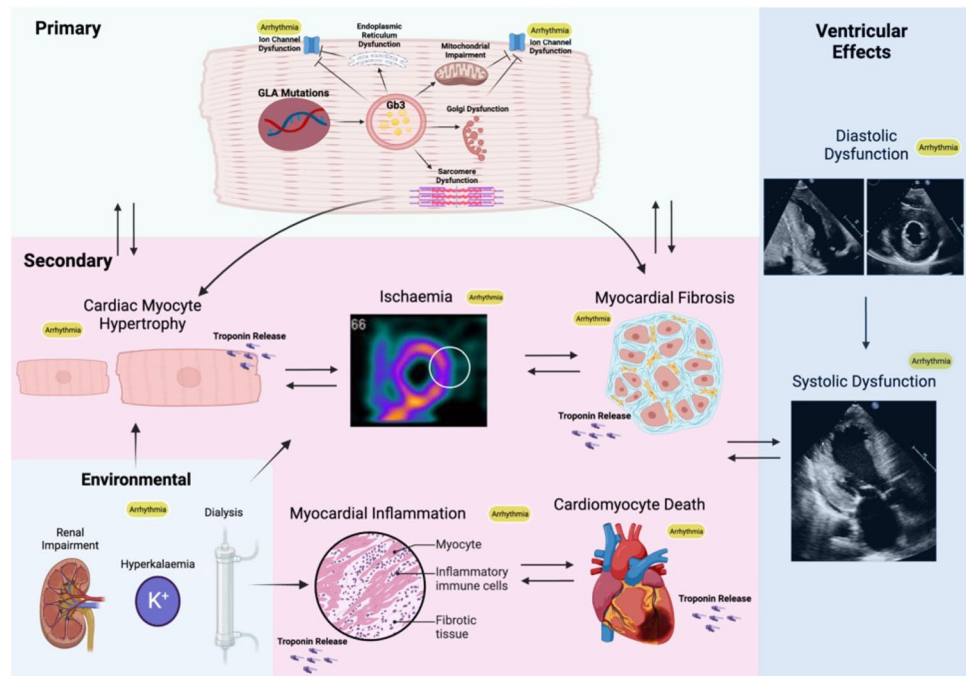 Primary
Arrhythmia
Ion Channel
Dysfunction
Endoplasmic
Reticulum
Dysfunction
Mitochondrial
Impairment
Arrhythmia
Ion Channel
Dysfunction
GLA Mutations
Gb3
Golgi Dysfunction
Sarcomere
Dysfunction
Secondary
Cardiac Myocyte
Hypertrophy
Arrhythmia
Troponin Release
Ischaemia
Arrhythmia
66
Myocardial Fibrosis
Arrhythmia
Troponin Release
Environmental
Arrhythmia
Renal
Impairment
Hyperkalaemia
K+
Dialysis
Myocardial Inflammation
Arrhythmia
Myocyte
Inflammatory
immune cells
Fibrotic
tissue
Troponin Release
Cardiomyocyte Death
Arrhythmia
Troponin Release
Ventricular
Effects
Diastolic
Dysfunction
Arrhythmia
Arrhythmia
Systolic Dysfunction